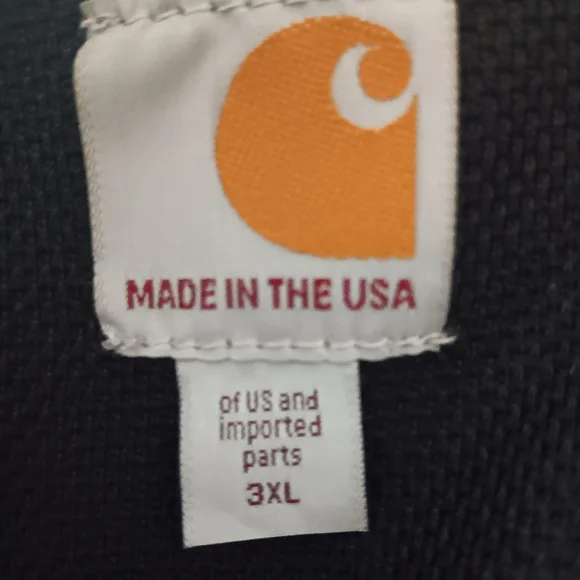 MADE IN THE USA
of US and
imported
parts
3XL